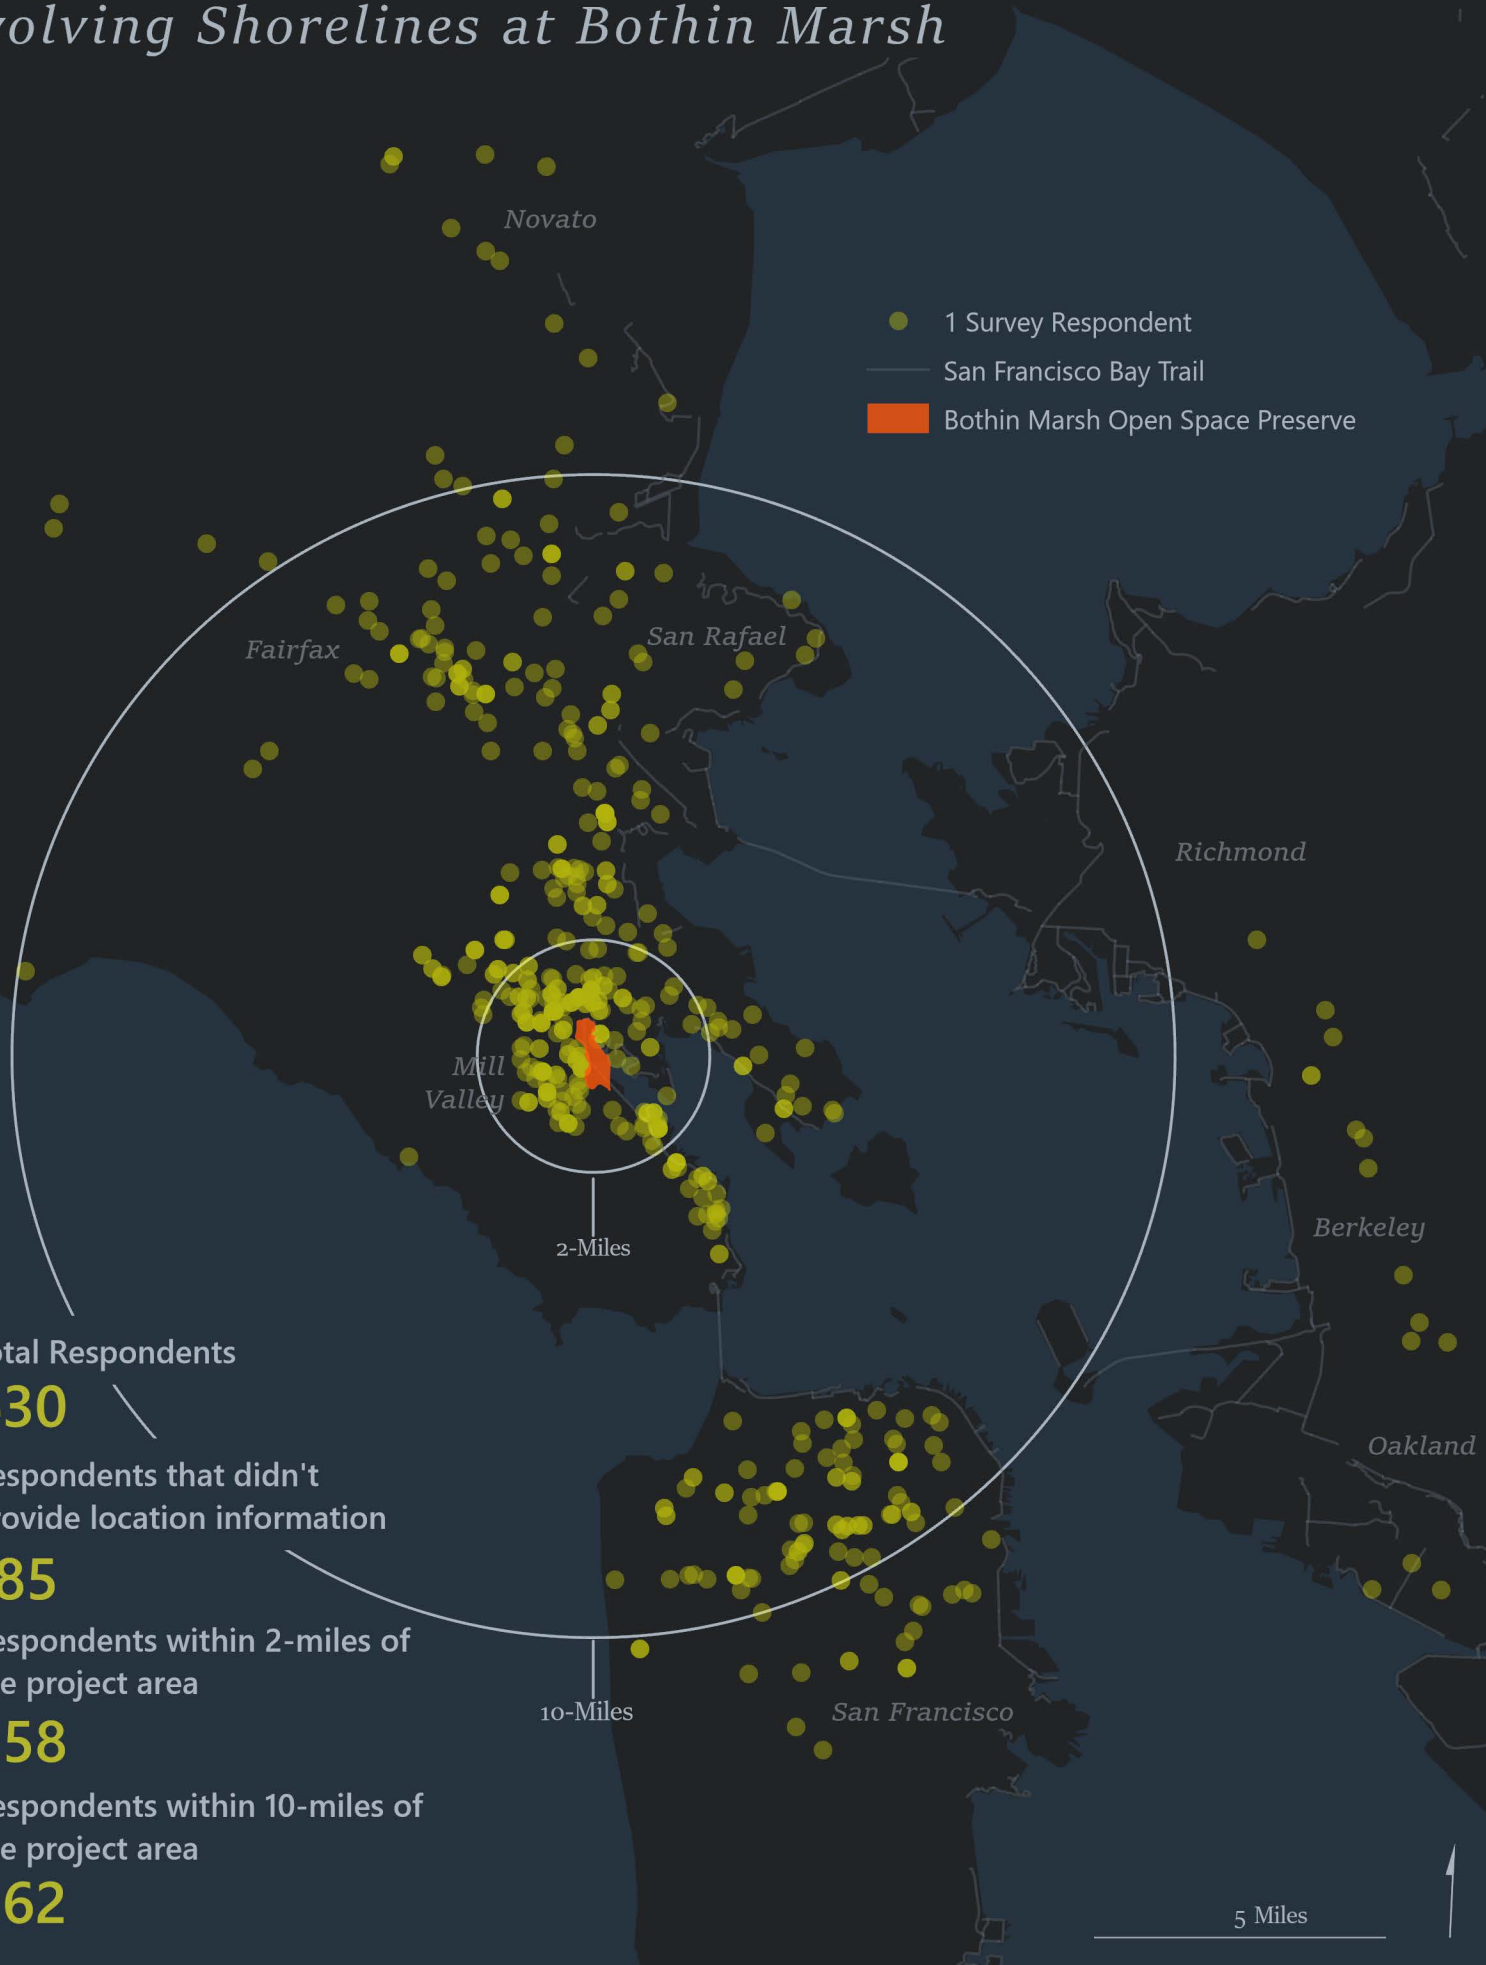 volving Shorelines at Bothin Marsh
Novato
1 Survey Respondent
San Francisco Bay Trail
Bothin Marsh Open Space Preserve
Fairfax
San Rafael
Richmond
Mill
Valley
2-Miles
Berkeley
Oakland
tal Respondents
30
espondents that didn't
rovide location information
85
espondents within 2-miles of
e project area
58
10-Miles
San Francisco
espondents within 10-miles of
e project area
62
5 Miles